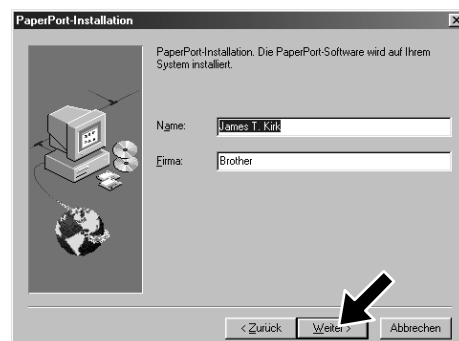 PaperPort-Installation
PaperPort-Installation. Die PaperPort-Software wird auf Ihrem
System installiert.
Name: James T. Kirk
Firma: Brother
< Zurück Weiter > Abbrechen